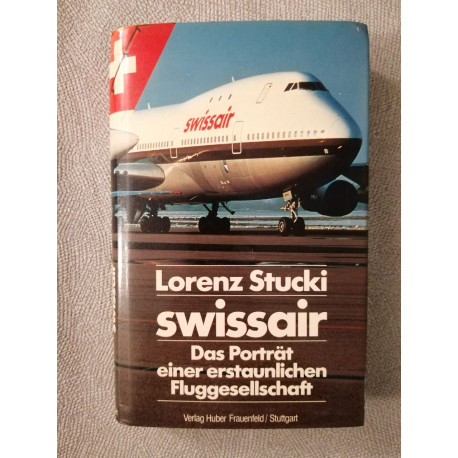 swissair
Lorenz Stucki
swissair
Das Porträt
einer erstaunlichen
Fluggesellschaft
Verlag Huber Frauenfeld/Stuttgart